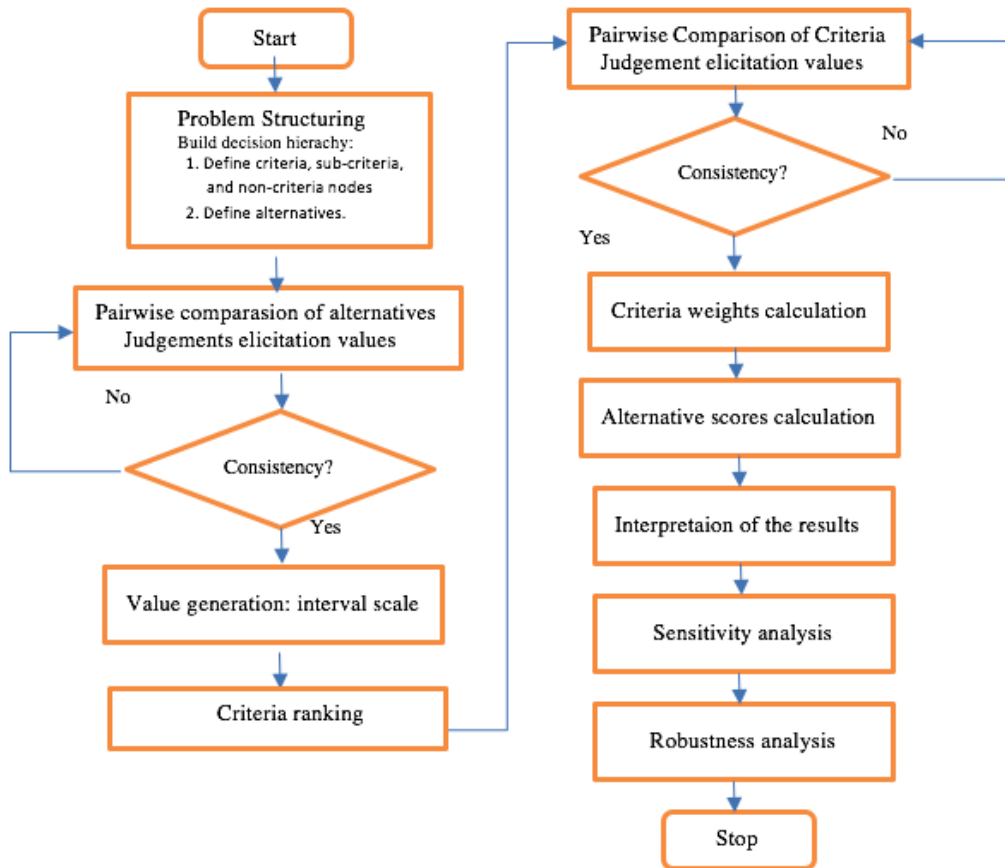 Start
Problem Structuring
Build decision hierarchy:
1. Define criteria, sub-criteria,
and non-criteria nodes
2. Define alternatives.
Pairwise comparasion of alternatives
Judgements elicitation values
No
Consistency?
Yes
Value generation: interval scale
Criteria ranking
Pairwise Comparison of Criteria
Judgement elicitation values
No
Consistency?
Yes
Criteria weights calculation
Alternative scores calculation
Interpretaion of the results
Sensitivity analysis
Robustness analysis
Stop